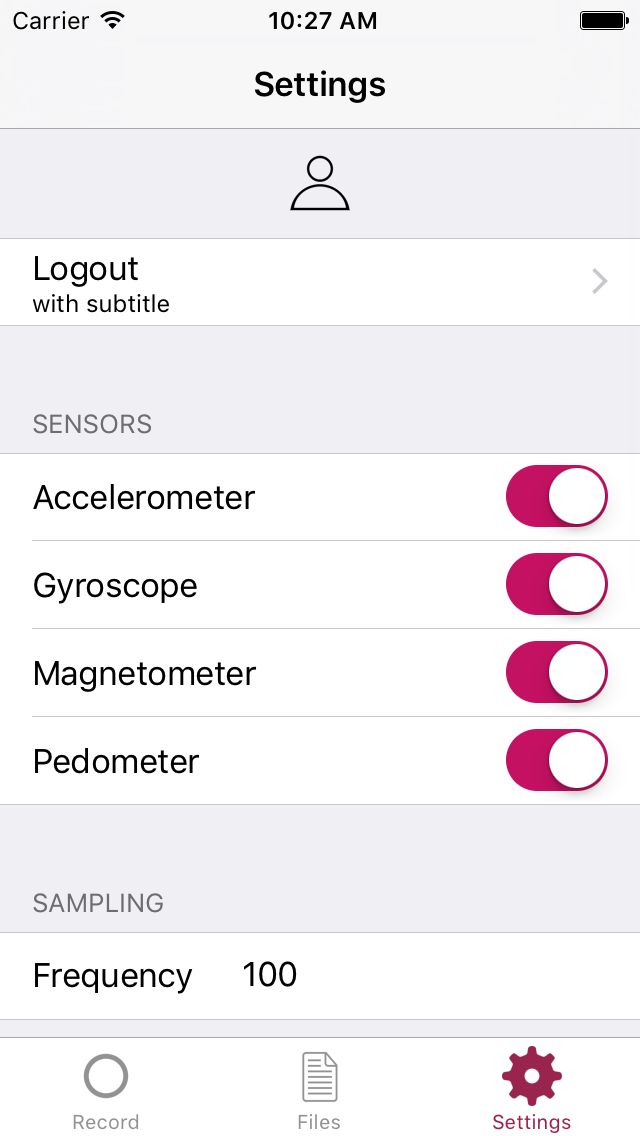 Carrier 10:27 AM
Settings
Logout
with subtitle
SENSORS
Accelerometer
Gyroscope
Magnetometer
Pedometer
SAMPLING
Frequency 100
Record Files Settings